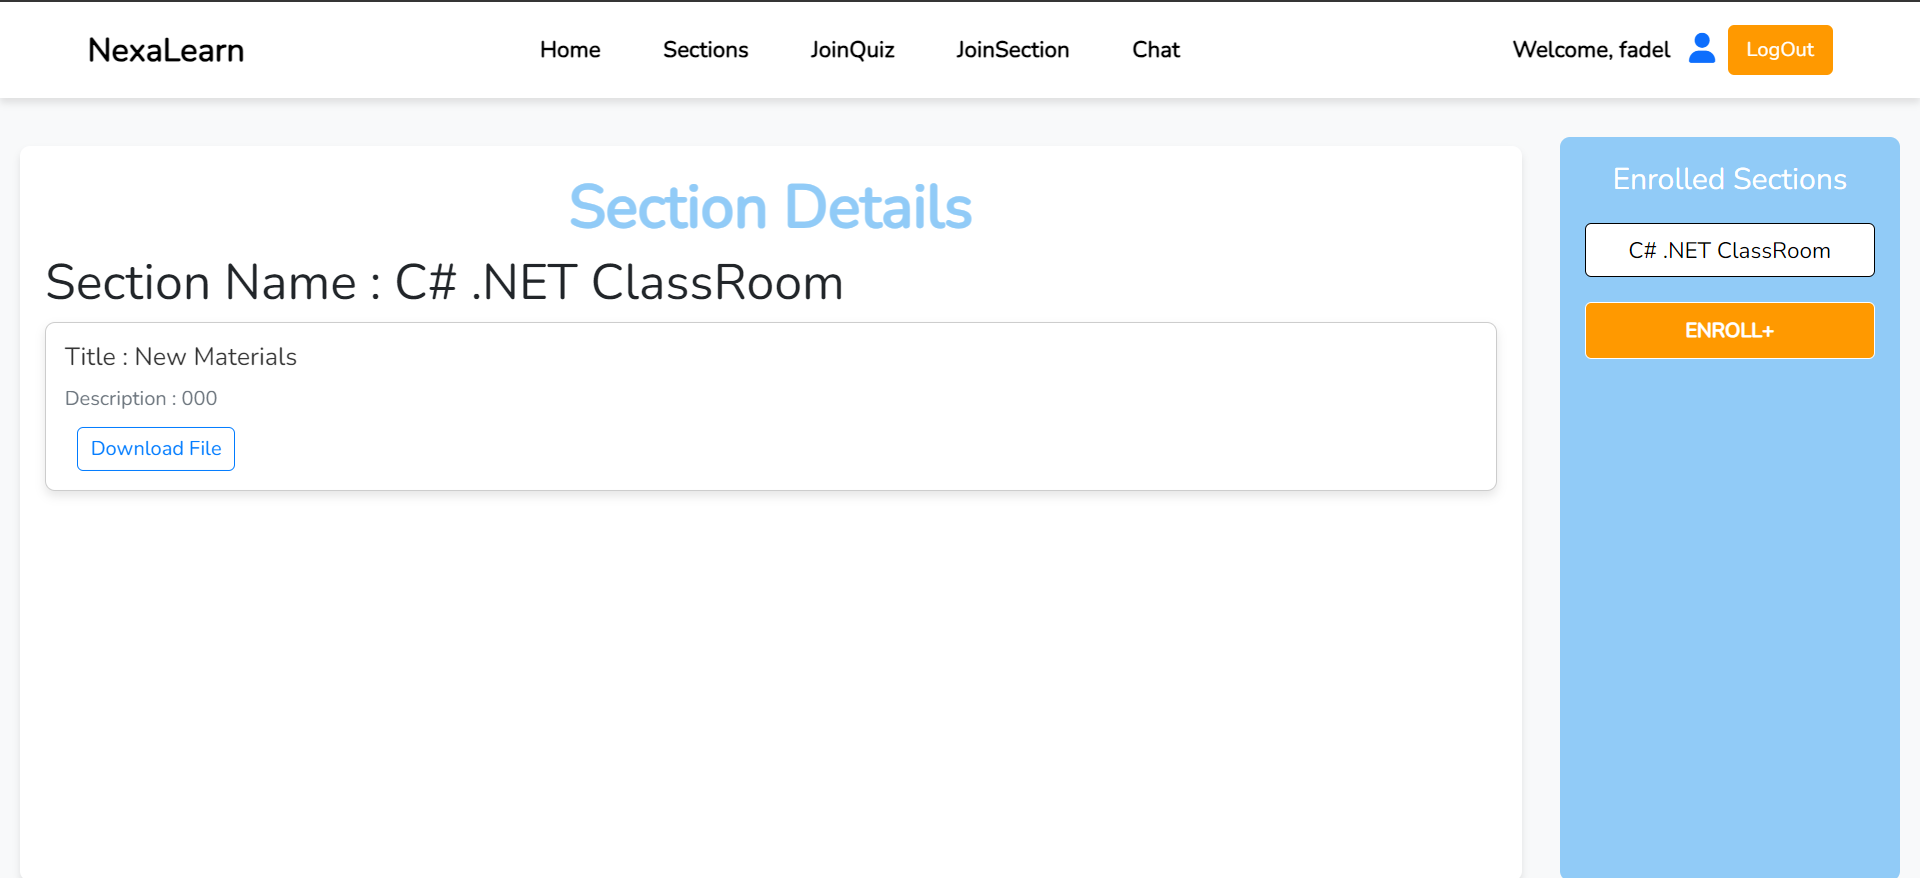 NexaLearn
Home
Sections
JoinQuiz
JoinSection
Chat
Welcome, fadel
LogOut
Section Details
Section Name : C# .NET ClassRoom
Title : New Materials
Description : 000
Download File
Enrolled Sections
C# .NET ClassRoom
ENROLL+